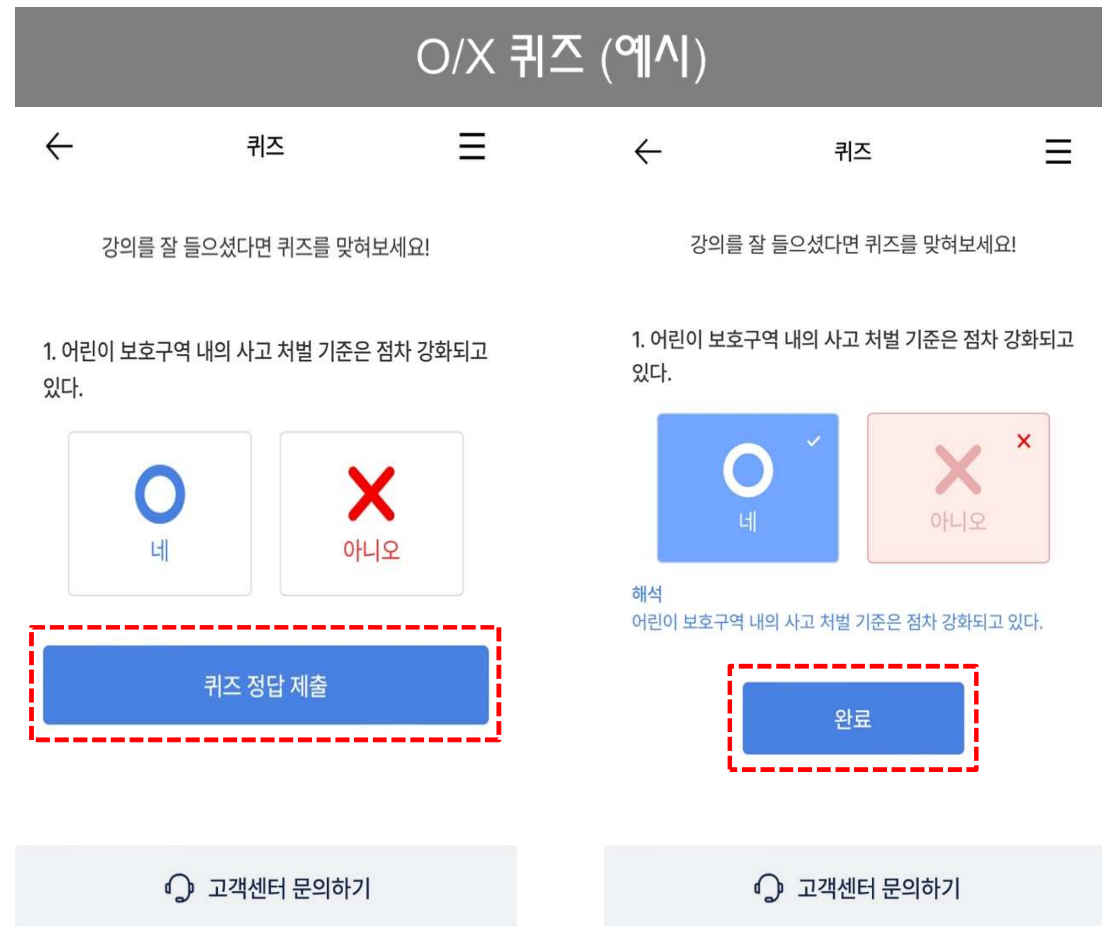 O/X 퀴즈 (예시)
퀴즈
강의를 잘 들으셨다면 퀴즈를 맞혀보세요!
1. 어린이 보호구역 내의 사고 처벌 기준은 점차 강화되고
있다.
O
네
X
아니오
퀴즈 정답 제출
고객센터 문의하기
퀴즈
강의를 잘 들으셨다면 퀴즈를 맞혀보세요!
1. 어린이 보호구역 내의 사고 처벌 기준은 점차 강화되고
있다.
O
네
X
아니오
해석
어린이 보호구역 내의 사고 처벌 기준은 점차 강화되고 있다.
완료
고객센터 문의하기